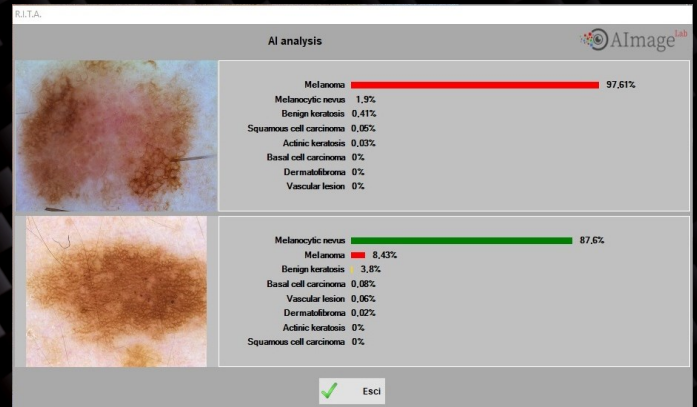 R.I.T.A.
AI analysis
AImage Lab
Melanoma 97,61%
Melanocytic nevus 1,9%
Benign keratosis 0,41%
Squamous cell carcinoma 0,05%
Actinic keratosis 0,03%
Basal cell carcinoma 0%
Dermatofibroma 0%
Vascular lesion 0%
Melanocytic nevus 87,6%
Melanoma 8,43%
Benign keratosis 3,8%
Basal cell carcinoma 0,08%
Vascular lesion 0,06%
Dermatofibroma 0,02%
Actinic keratosis 0%
Squamous cell carcinoma 0%
Esci